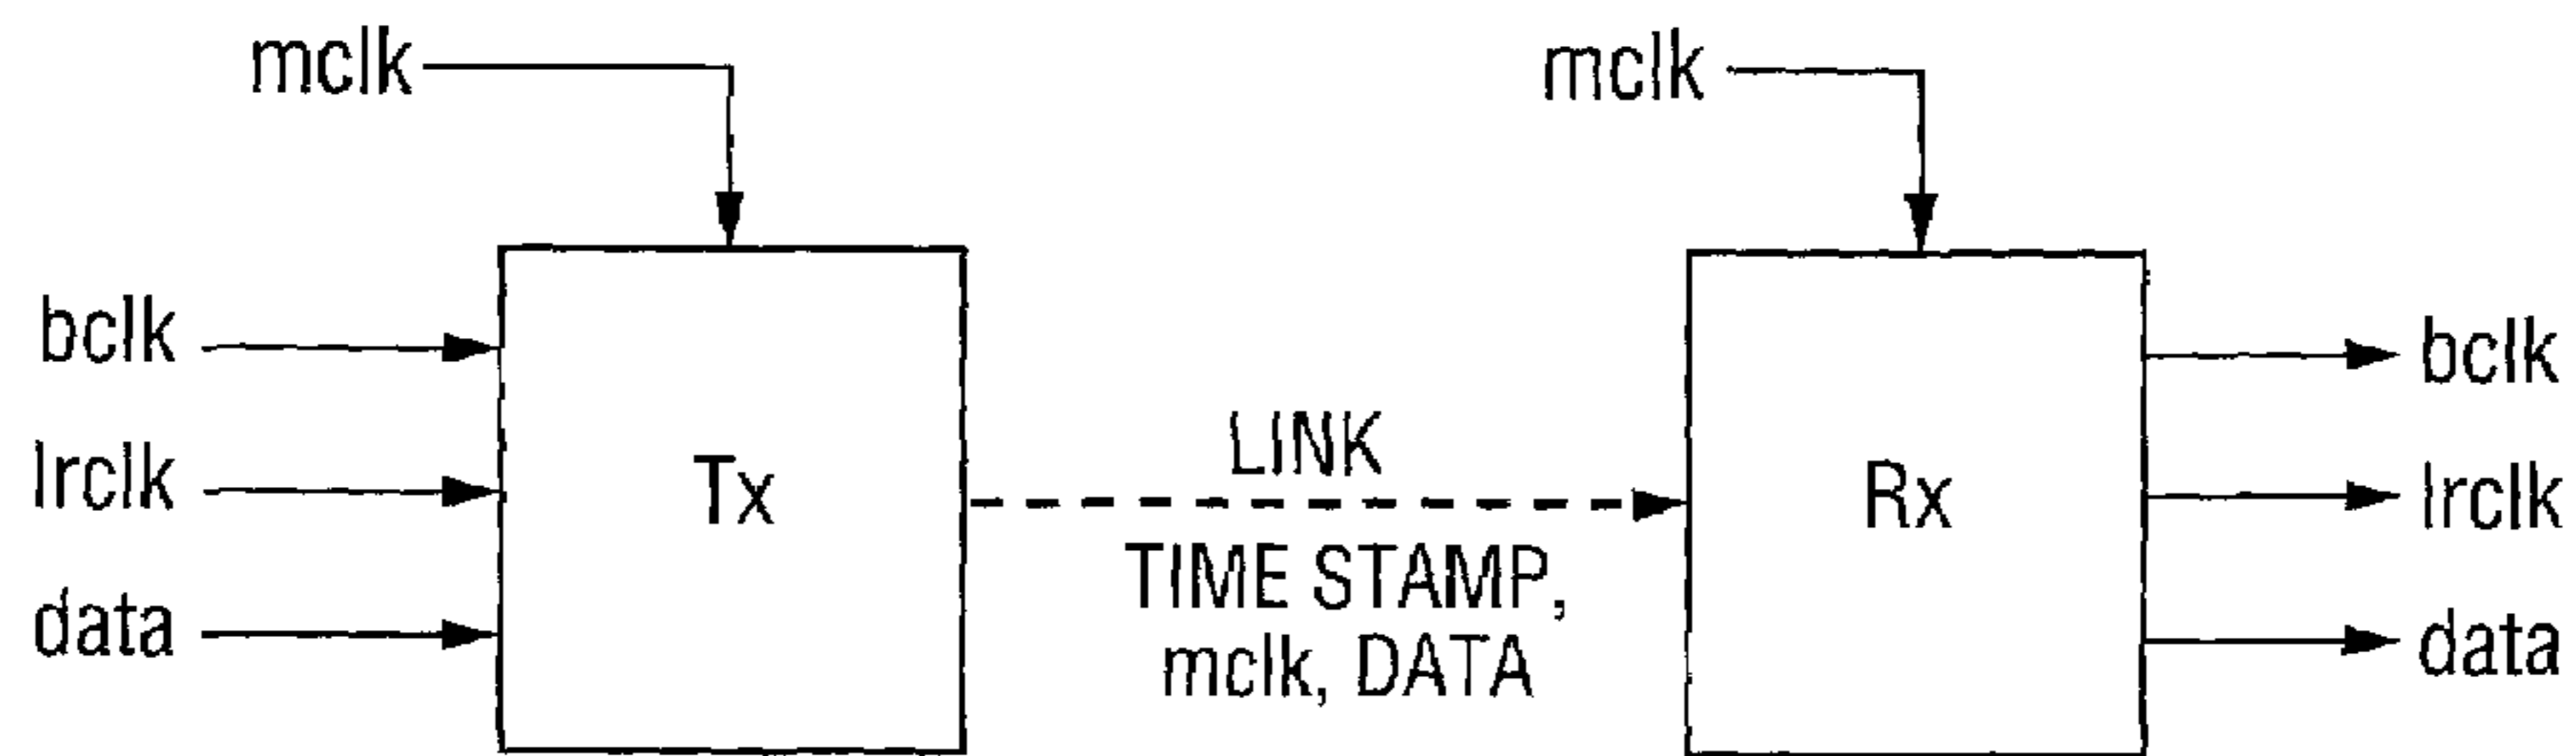 mclk
mclk
bclk
lrclk
data
Tx
LINK
TIME STAMP,
mclk, DATA
Rx
bclk
lrclk
data